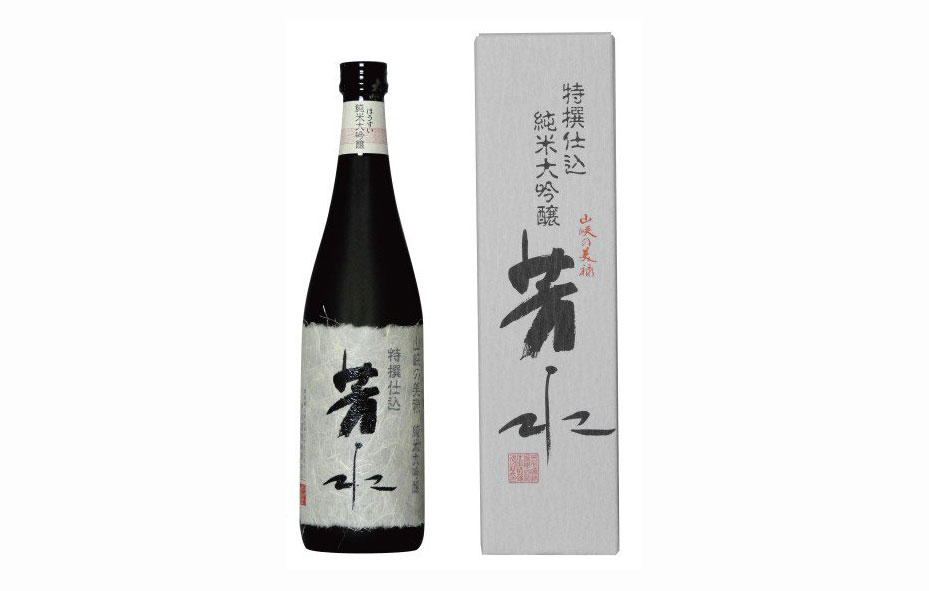 ほうすい
純米大吟醸
山峡の美禄 純米大吟醸
特撰仕込
芳水
特撰仕込
純米大吟醸
山峡の美禄
芳水